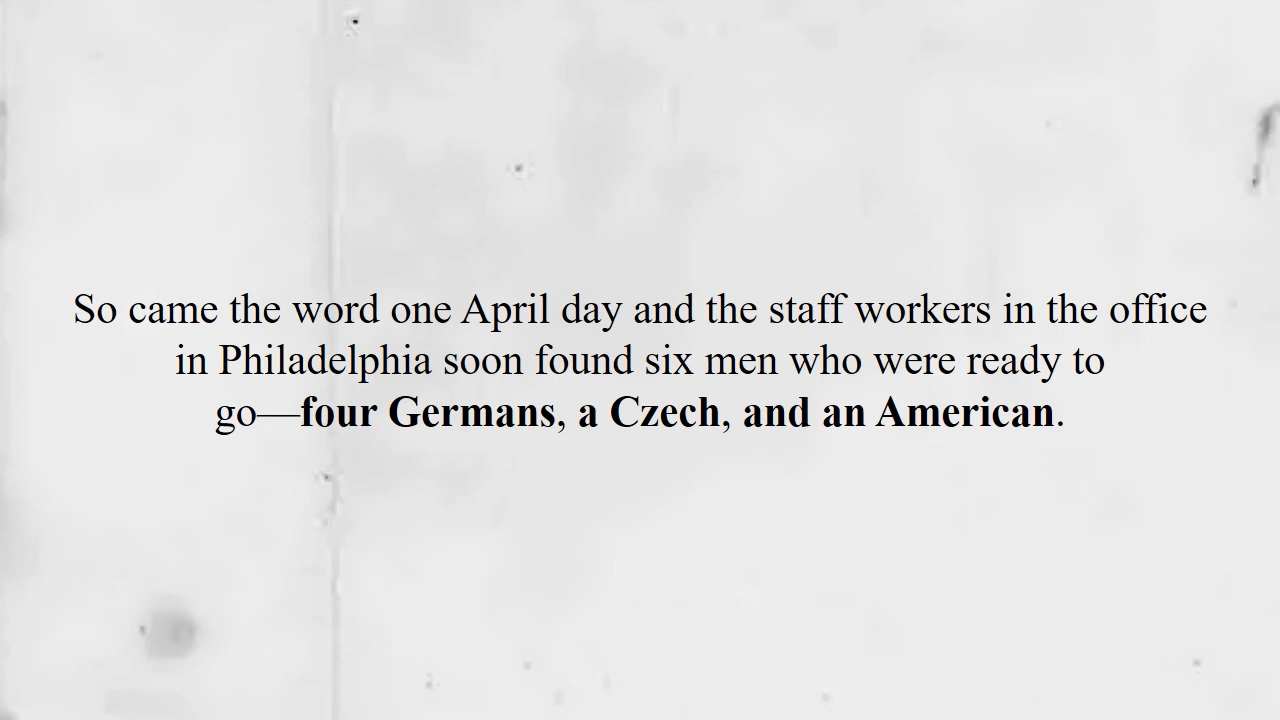 So came the word one April day and the staff workers in the office
in Philadelphia soon found six men who were ready to
go—four Germans, a Czech, and an American.